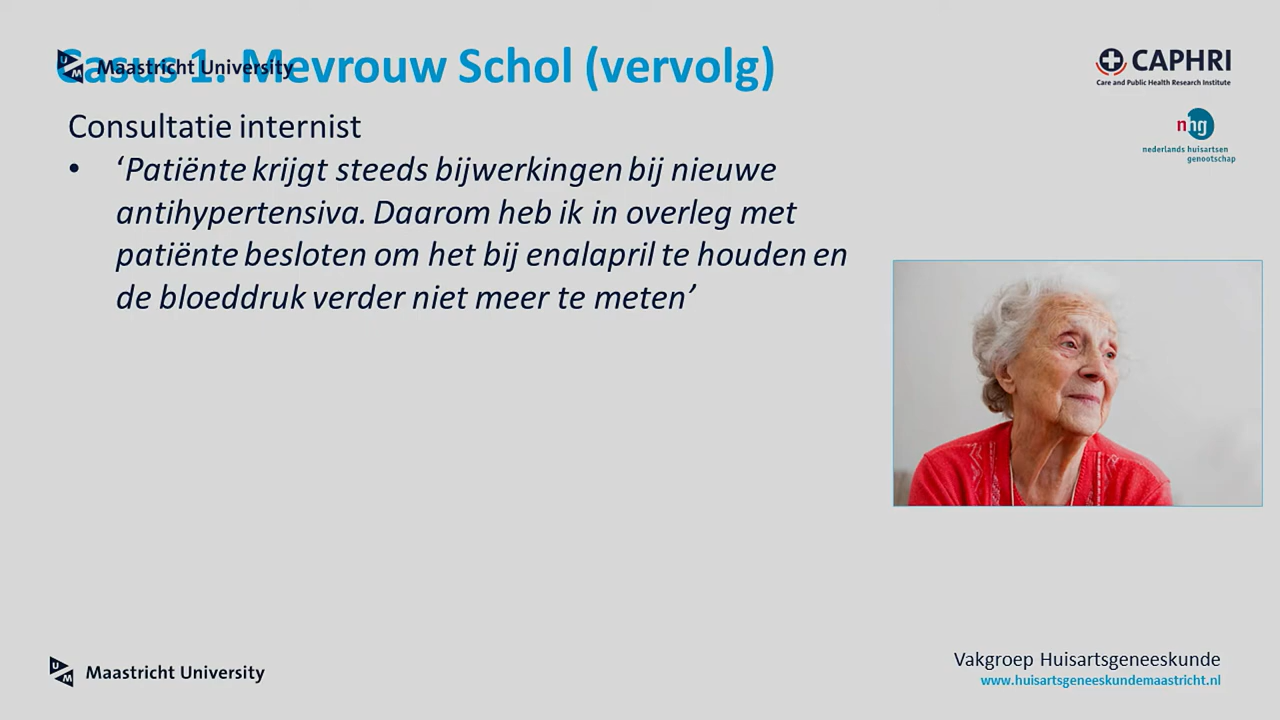 Casus 1: Mevrouw Schol (vervolg)
Maastricht University
CAPHRI
Care and Public Health Research Institute
nhg
nederlands huisartsen
genootschap
Consultatie internist
• ‘Patiënte krijgt steeds bijwerkingen bij nieuwe
antihypertensiva. Daarom heb ik in overleg met
patiënte besloten om het bij enalapril te houden en
de bloeddruk verder niet meer te meten’
UM Maastricht University
Vakgroep Huisartsgeneeskunde
www.huisartsgeneeskundemaastricht.nl